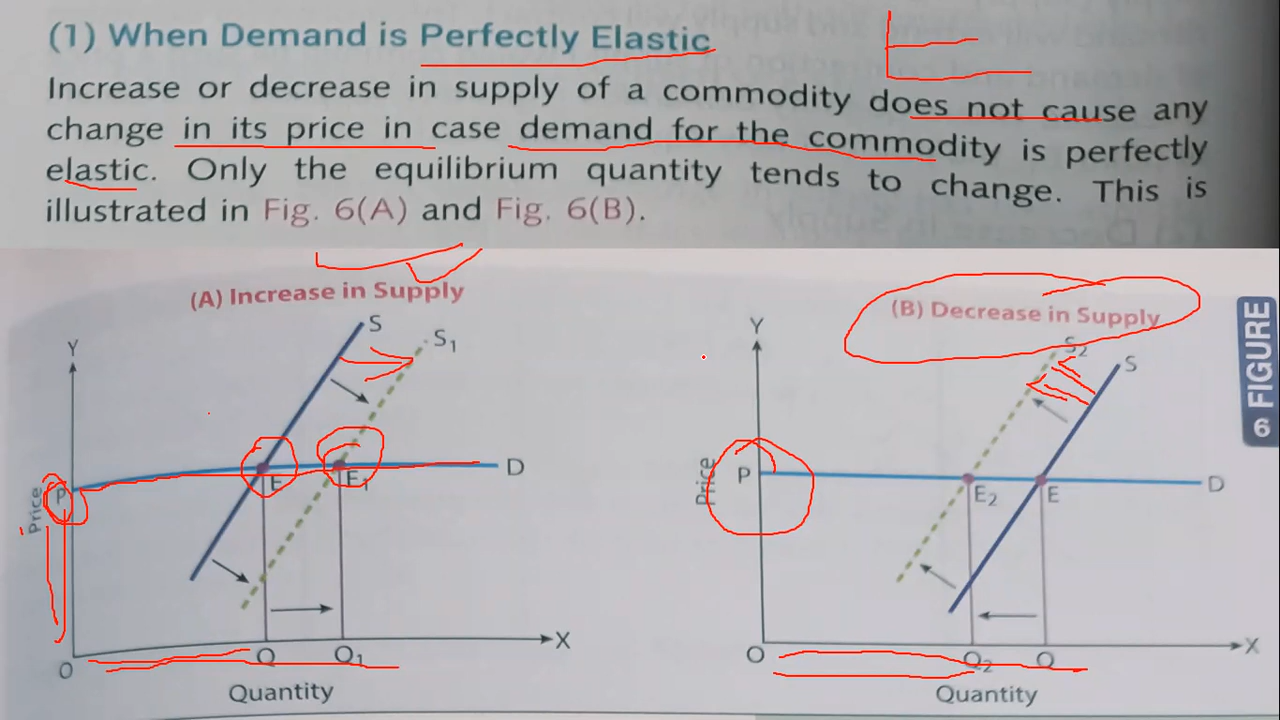 (1) When Demand is Perfectly Elastic
Increase or decrease in supply of a commodity does not cause any
change in its price in case demand for the commodity is perfectly
elastic. Only the equilibrium quantity tends to change. This is
illustrated in Fig. 6(A) and Fig. 6(B).
(A) Increase in Supply
Y
S
S1
P
Price
E
E1
D
O
Q
Q1
X
Quantity
(B) Decrease in Supply
Y
S2
S
P
Price
E2
E
D
O
Q2
Q
X
Quantity
6 FIGURE